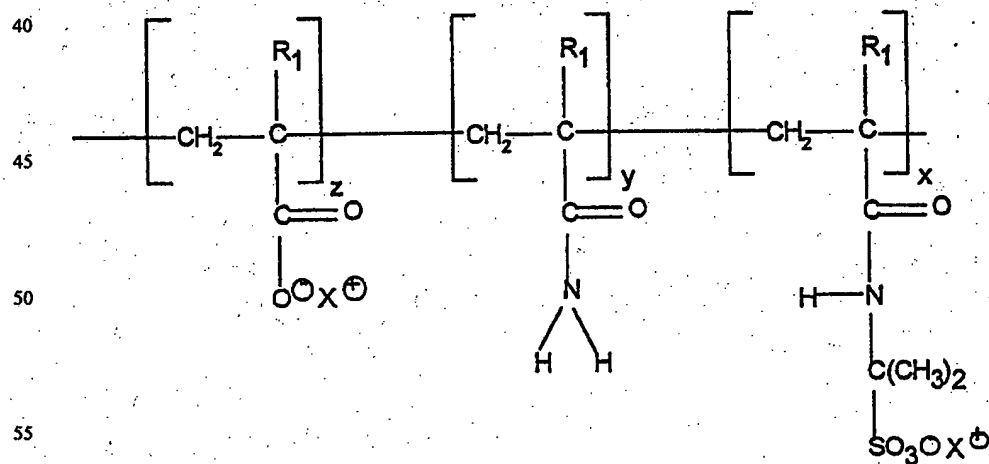 40
R1 R1 R1
45
CH2 C z CH2 C y CH2 C x
C O C O C O
50
O⊖ X⊕ N H N
H H
C(CH3)2
55
SO3⊖ X⊕